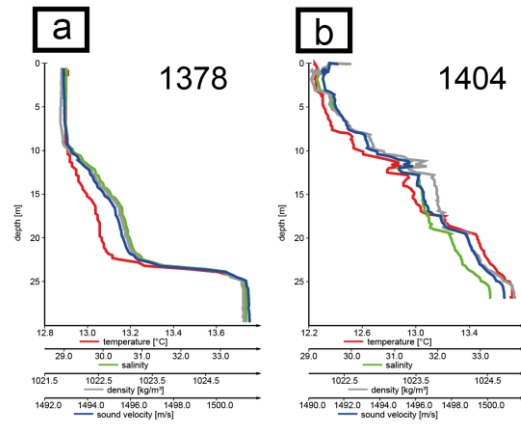 a
1378
0
5
10
15
20
25
depth [m]
12.8 13.0 13.2 13.4 13.6
temperature [°C]
29.0 30.0 31.0 32.0 33.0
salinity
1021.5 1022.5 1023.5 1024.5
density [kg/m³]
1492.0 1494.0 1496.0 1498.0 1500.0
sound velocity [m/s]
b
1404
0
5
10
15
20
25
depth [m]
12.2 12.6 13.0 13.4
temperature [°C]
30.0 31.0 32.0 33.0
salinity
1022.5 1023.5 1024.5
density [kg/m³]
1490.0 1492.0 1494.0 1496.0 1498.0 1500.0
sound velocity [m/s]